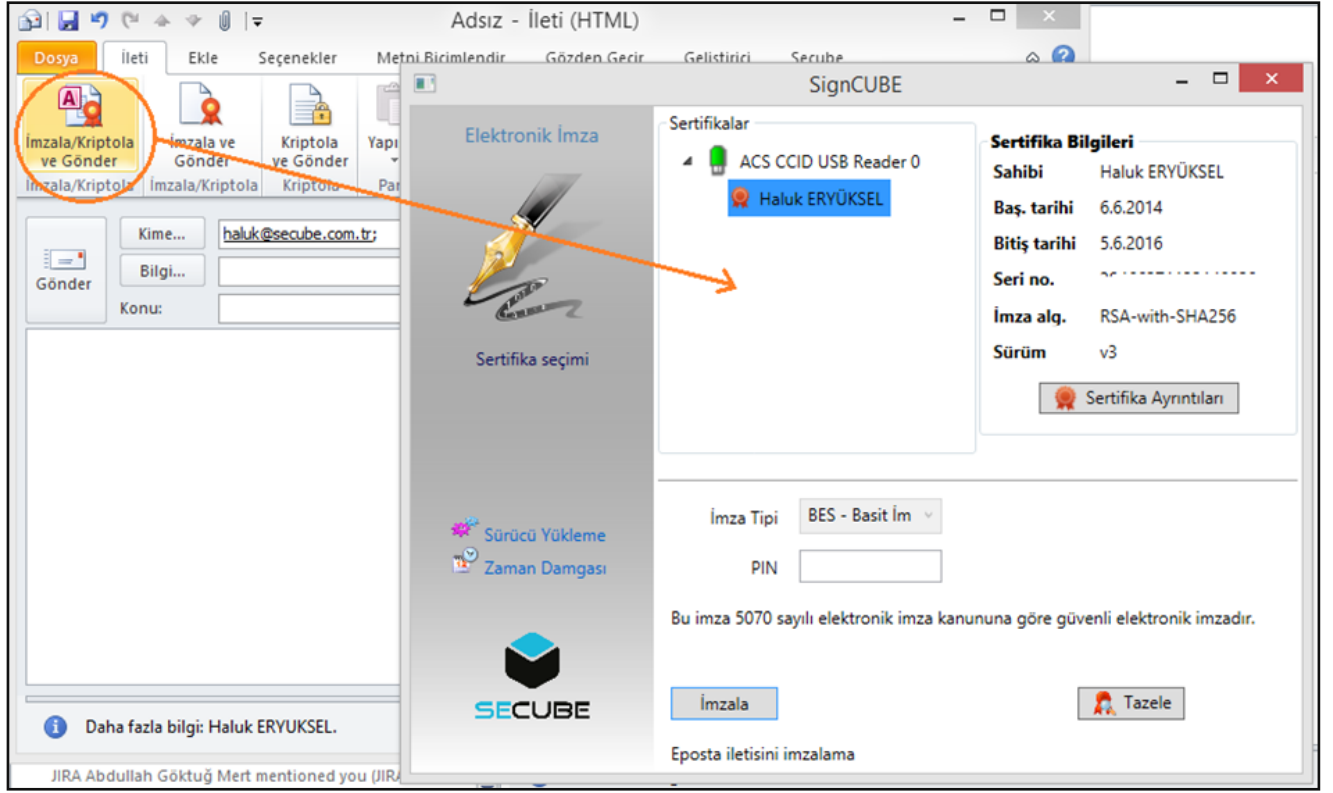 Adsız - İleti (HTML)
Dosya İleti Ekle Seçenekler Metni Biçimlendir Gözden Geçir Geliştirici Secube
İmzala/Kriptola ve Gönder
İmzala ve Gönder
Kriptola ve Gönder
Yapı
İmzala/Kriptola İmzala/Kriptola Kriptola Par
Gönder
Kime... haluk@secube.com.tr;
Bilgi...
Konu:
Daha fazla bilgi: Haluk ERYUKSEL.
JIRA Abdullah Göktuğ Mert mentioned you (JIRA
SignCUBE
Elektronik İmza
Sertifika seçimi
Sürücü Yükleme
Zaman Damgası
SECUBE
Sertifikalar
ACS CCID USB Reader 0
Haluk ERYÜKSEL
Sertifika Bilgileri
Sahibi Haluk ERYÜKSEL
Baş. tarihi 6.6.2014
Bitiş tarihi 5.6.2016
Seri no.
İmza alq. RSA-with-SHA256
Sürüm v3
Sertifika Ayrıntıları
İmza Tipi BES - Basit İm
PIN
Bu imza 5070 sayılı elektronik imza kanununa göre güvenli elektronik imzadır.
İmzala Tazele
Eposta iletisini imzalama